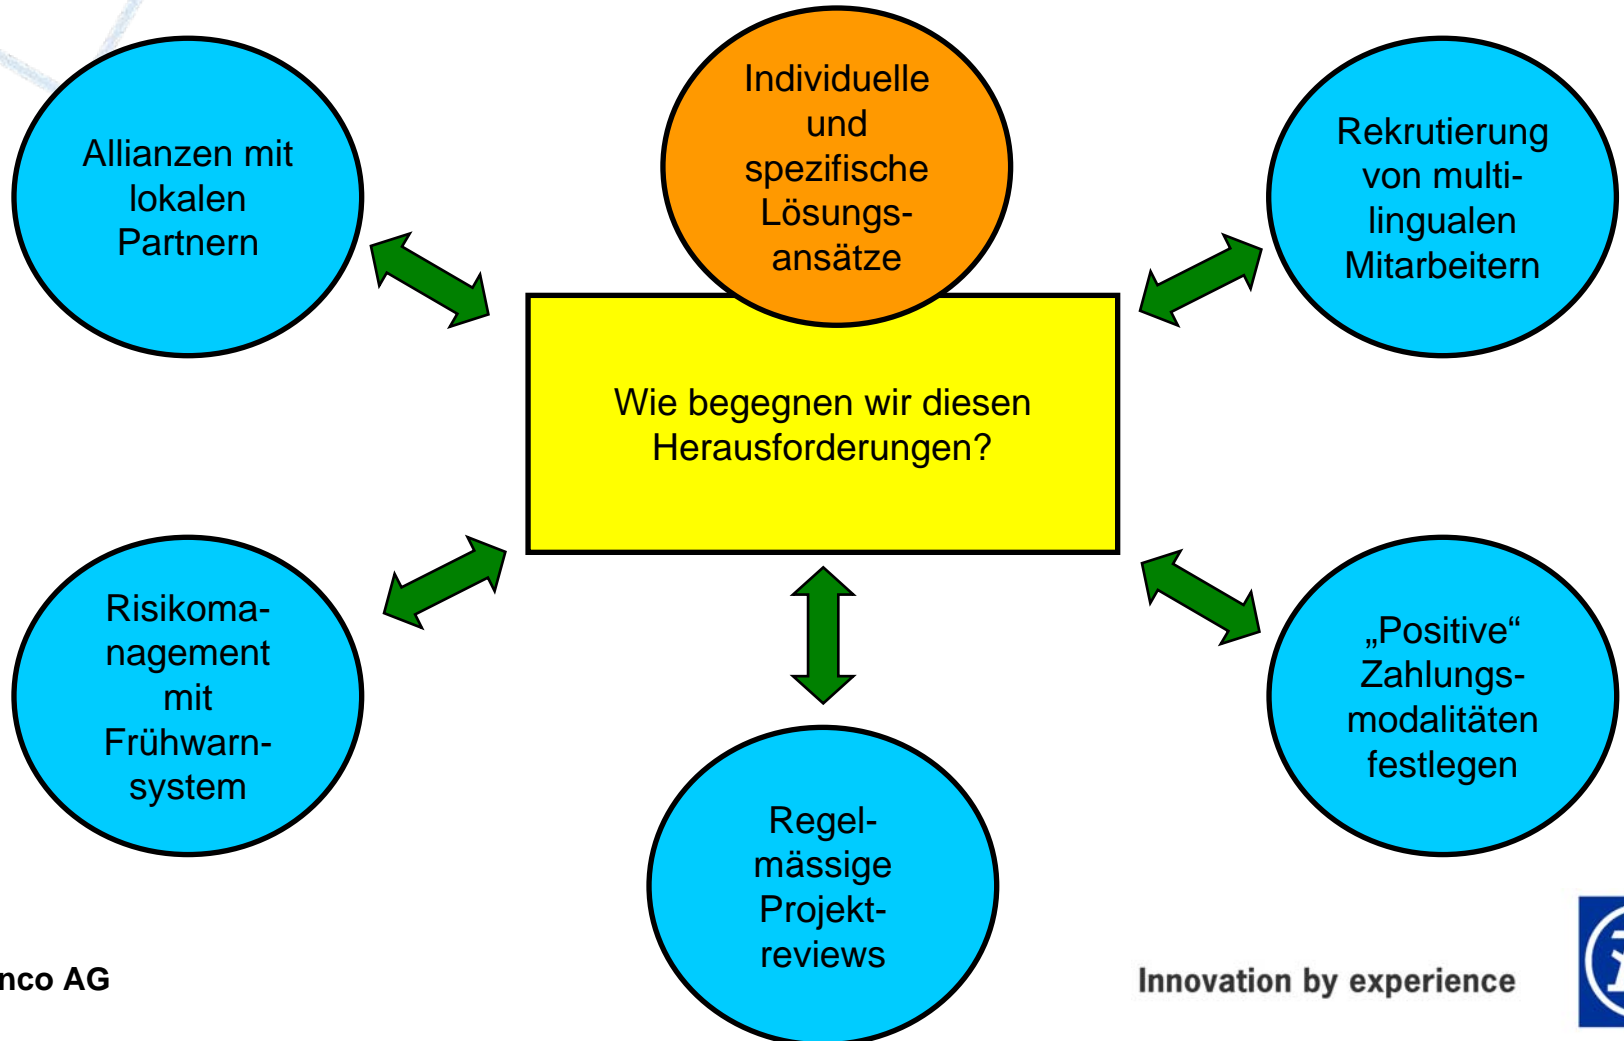 Individuelle
und
spezifische
Lösungs-
ansätze
Allianzen mit
lokalen
Partnern
Rekrutierung
von multi-
lingualen
Mitarbeitern
Wie begegnen wir diesen
Herausforderungen?
Risikoma-
nagement
mit
Frühwarn-
system
„Positive“
Zahlungs-
modalitäten
festlegen
Regel-
mässige
Projekt-
reviews
nco AG
Innovation by experience